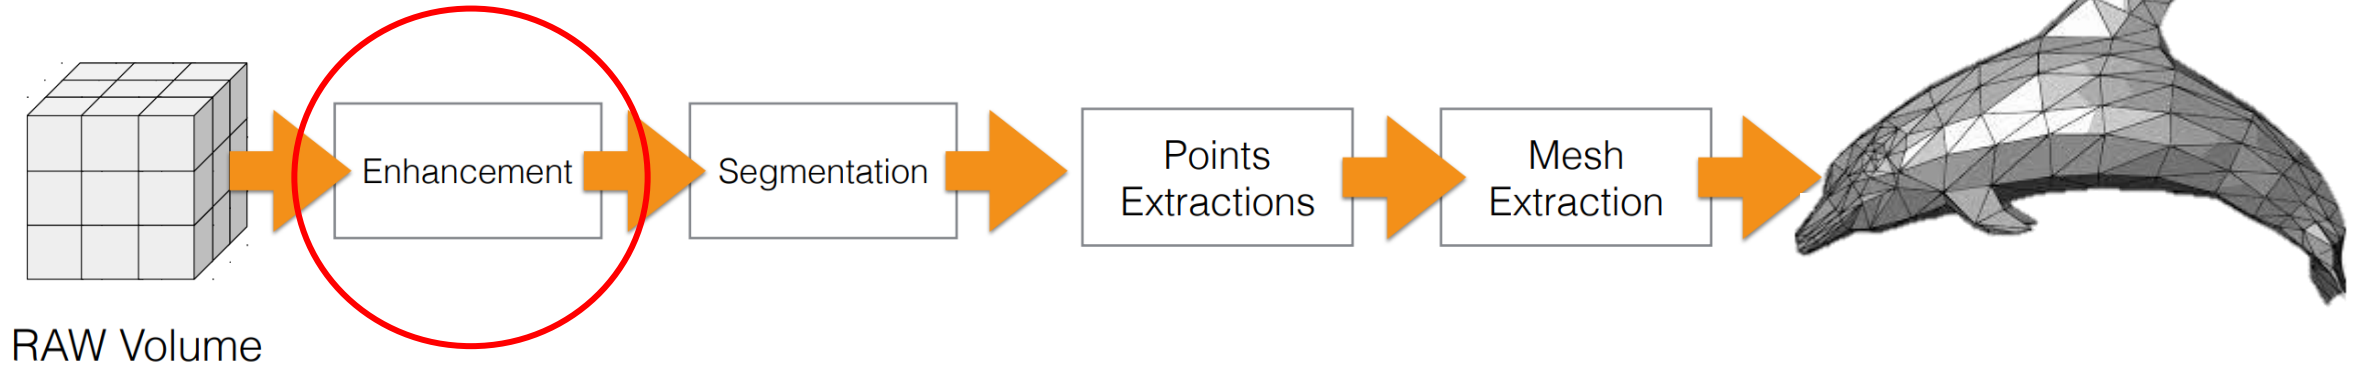 RAW Volume
Enhancement
Segmentation
Points
Extractions
Mesh
Extraction